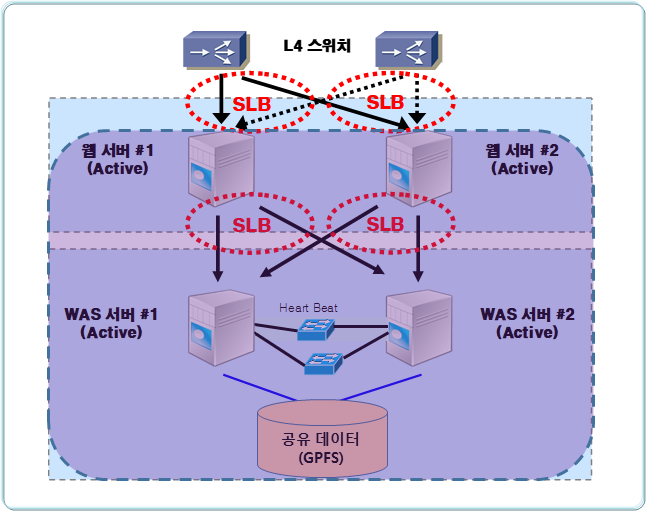 L4 스위치
SLB
SLB
웹 서버 #1
(Active)
웹 서버 #2
(Active)
SLB
SLB
WAS 서버 #1
(Active)
Heart Beat
WAS 서버 #2
(Active)
공유 데이터
(GPFS)